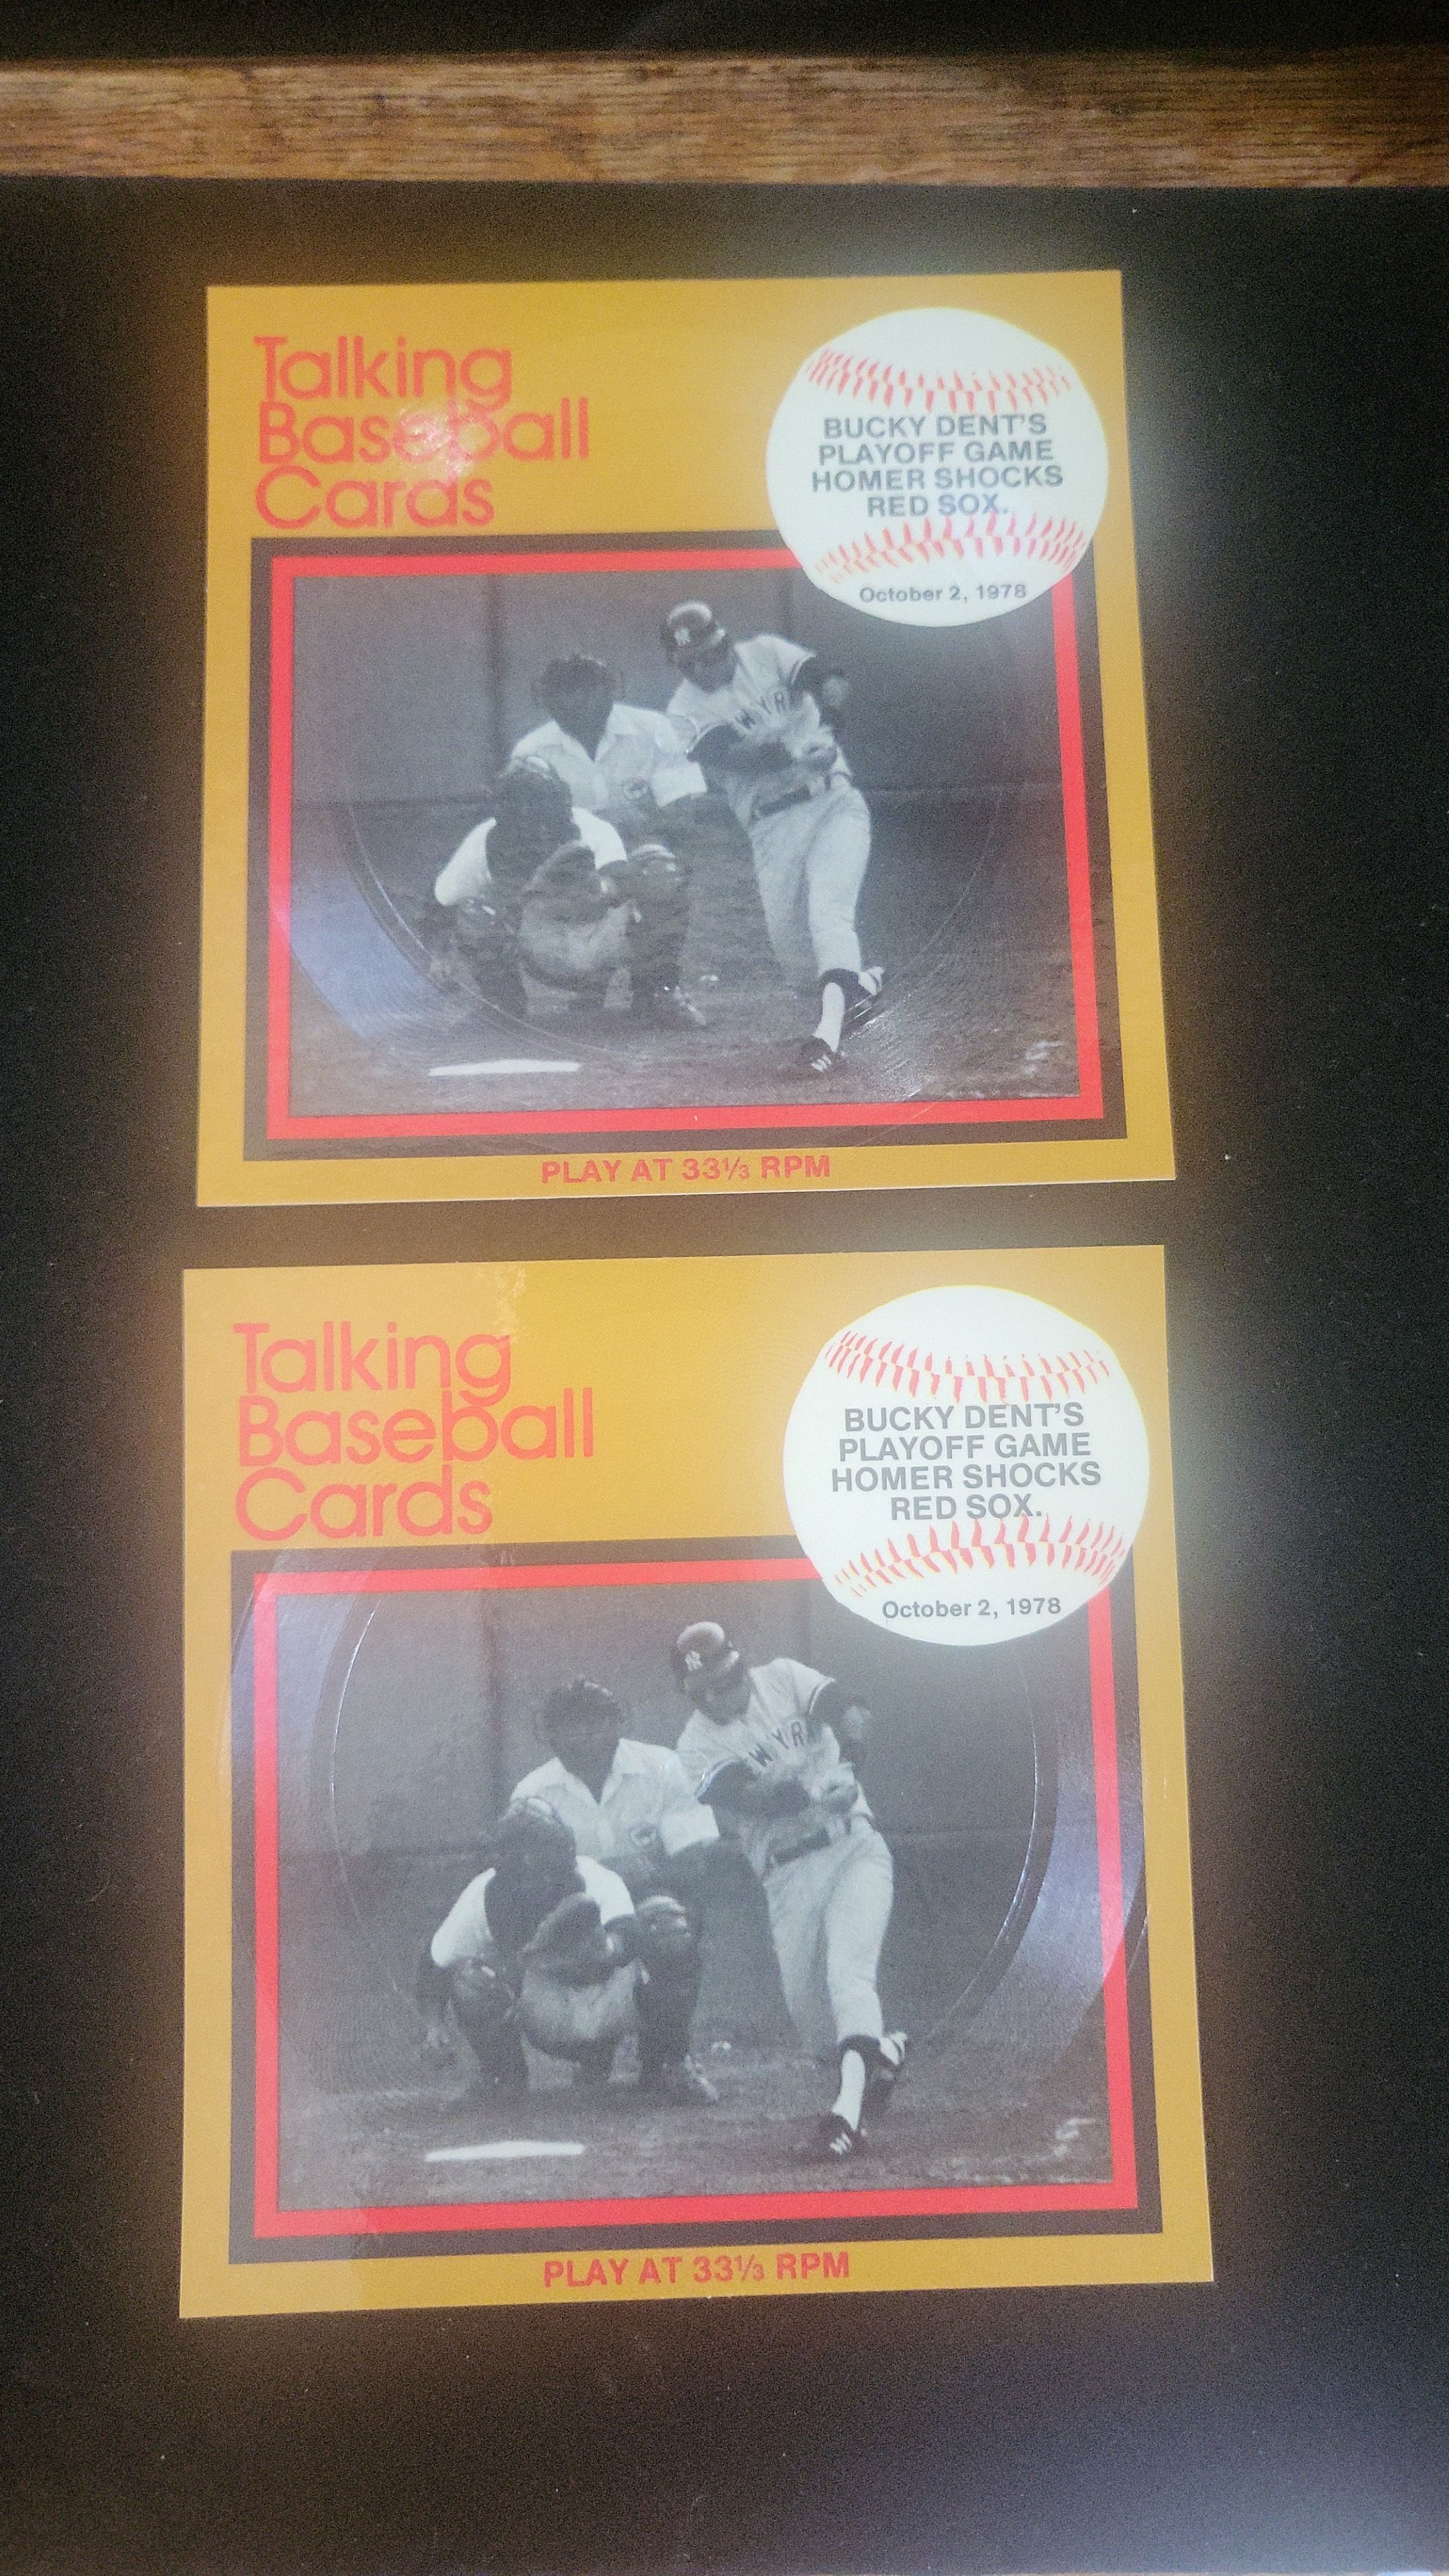 Talking
Baseball
Cards
BUCKY DENT'S
PLAYOFF GAME
HOMER SHOCKS
RED SOX.
October 2, 1978
NY
PLAY AT 33⅓ RPM
Talking
Baseball
Cards
BUCKY DENT'S
PLAYOFF GAME
HOMER SHOCKS
RED SOX.
October 2, 1978
NY
PLAY AT 33⅓ RPM